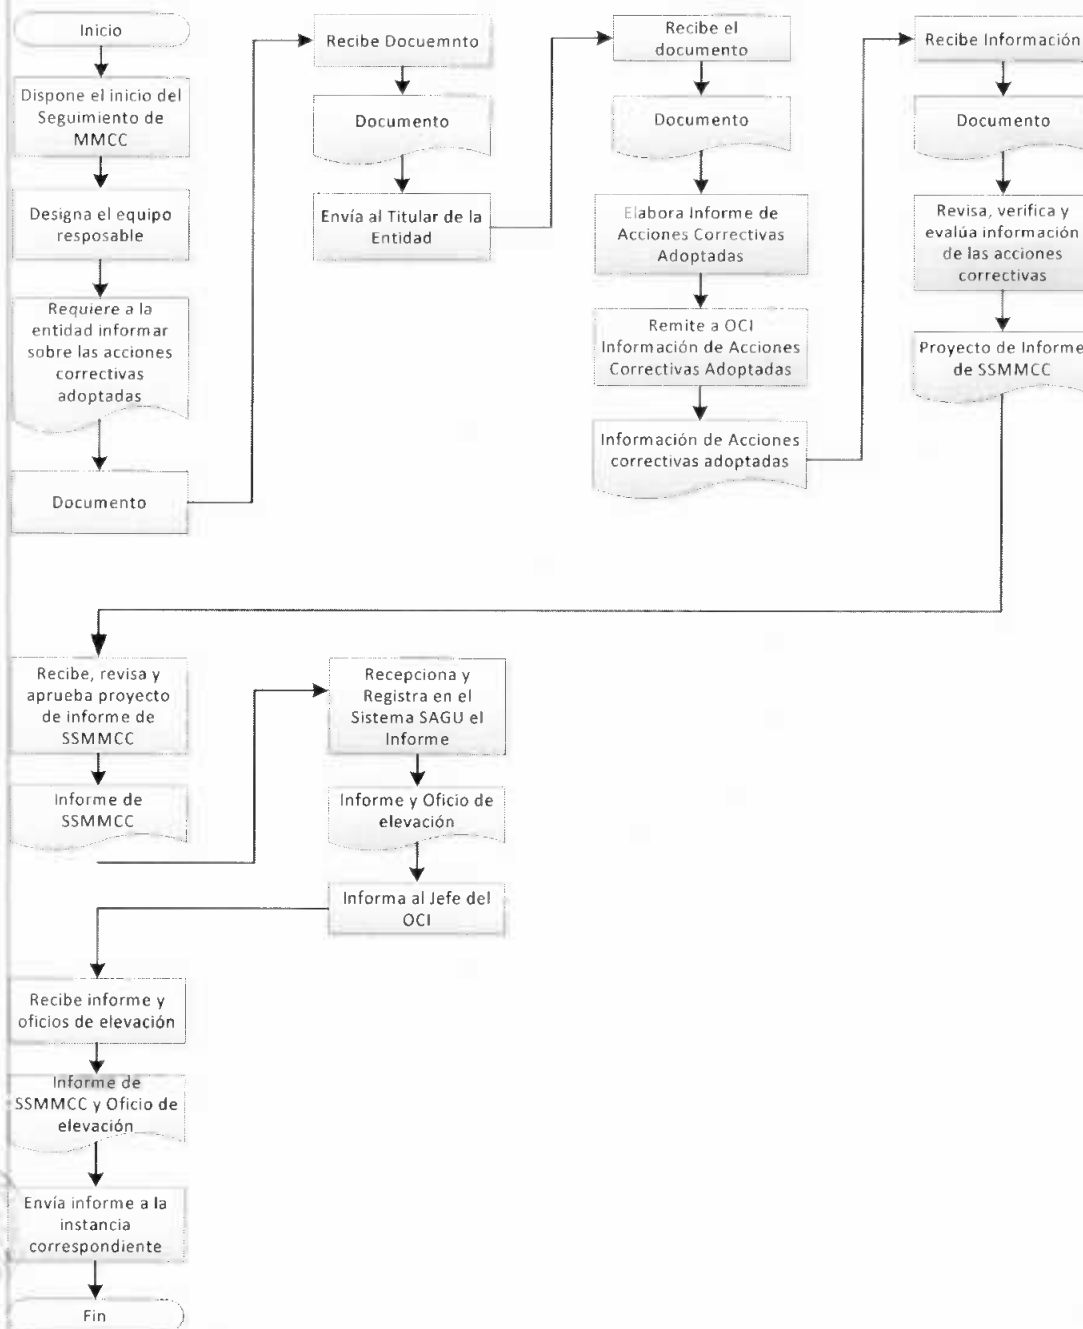 Inicio
Dispone el inicio del
Seguimiento de
MMCC
Designa el equipo
resposable
Requiere a la
entidad informar
sobre las acciones
correctivas
adoptadas
Documento
Recibe Docuemnto
Documento
Envía al Titular de la
Entidad
Recibe el
documento
Documento
Elabora Informe de
Acciones Correctivas
Adoptadas
Remite a OCI
Información de Acciones
Correctivas Adoptadas
Información de Acciones
correctivas adoptadas
Recibe Información
Documento
Revisa, verifica y
evalúa información
de las acciones
correctivas
Proyecto de Informe
de SSMMCC
Recibe, revisa y
aprueba proyecto
de informe de
SSMMCC
Informe de
SSMMCC
Recepciona y
Registra en el
Sistema SAGU el
Informe
Informe y Oficio de
elevación
Informa al Jefe del
OCI
Recibe informe y
oficios de elevación
Informe de
SSMMCC y Oficio de
elevación
Envía informe a la
instancia
correspondiente
Fin